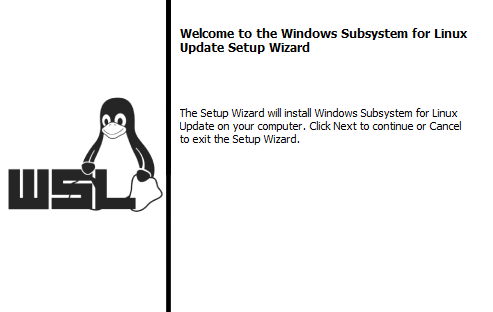 Welcome to the Windows Subsystem for Linux
Update Setup Wizard
The Setup Wizard will install Windows Subsystem for Linux
Update on your computer. Click Next to continue or Cancel
to exit the Setup Wizard.
WSL